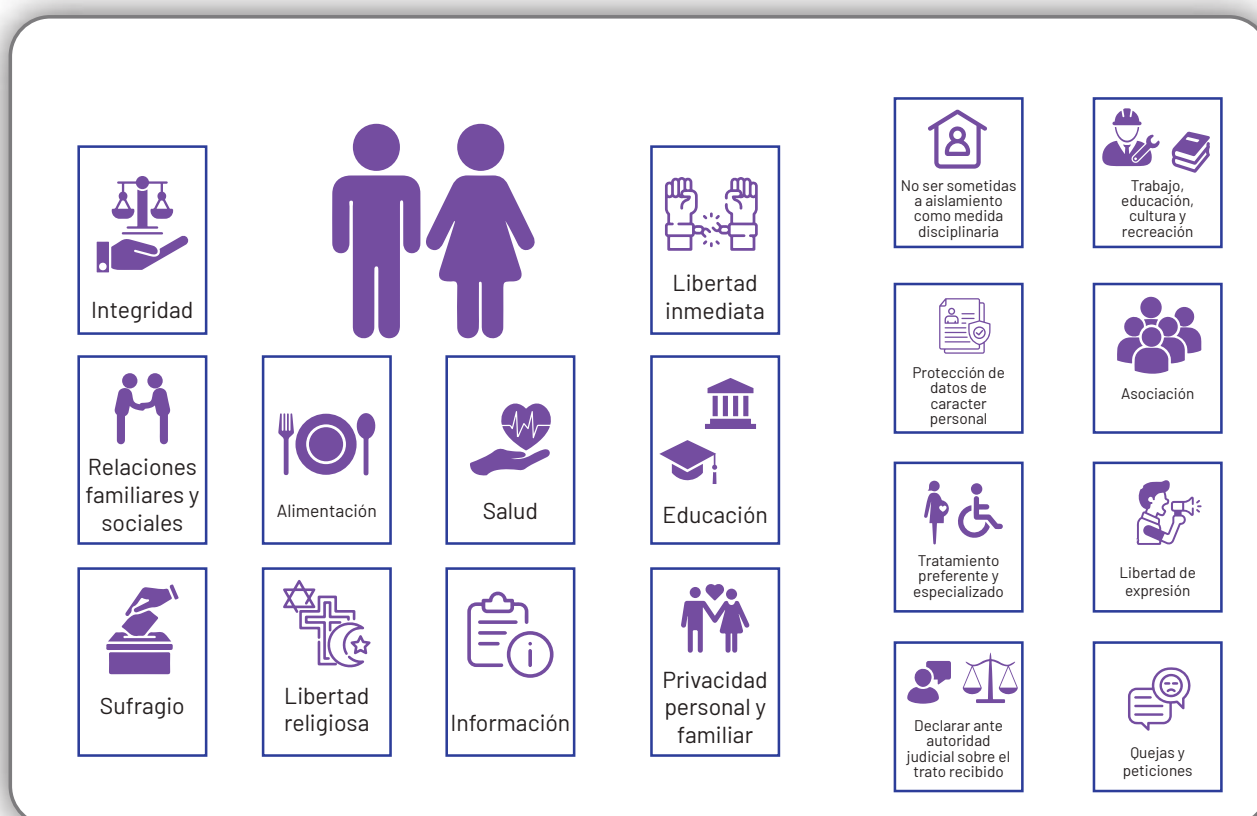 Integridad
Libertad
inmediata
Relaciones
familiares y
sociales
Alimentación
Salud
Educación
Sufragio
Libertad
religiosa
Información
Privacidad
personal y
familiar
No ser sometidas
a aislamiento
como medida
disciplinaria
Trabajo,
educación,
cultura y
recreación
Protección de
datos de
caracter
personal
Asociación
Tratamiento
preferente y
especializado
Libertad de
expresión
Declarar ante
autoridad
judicial sobre el
trato recibido
Quejas y
peticiones